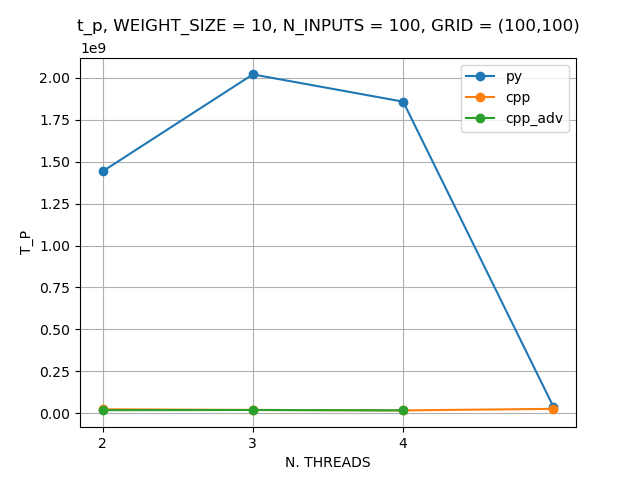 t_p, WEIGHT_SIZE = 10, N_INPUTS = 100, GRID = (100,100)
1e9
2.00
1.75
1.50
1.25
1.00
0.75
0.50
0.25
0.00
T_P
py
cpp
cpp_adv
2
3
4
N. THREADS